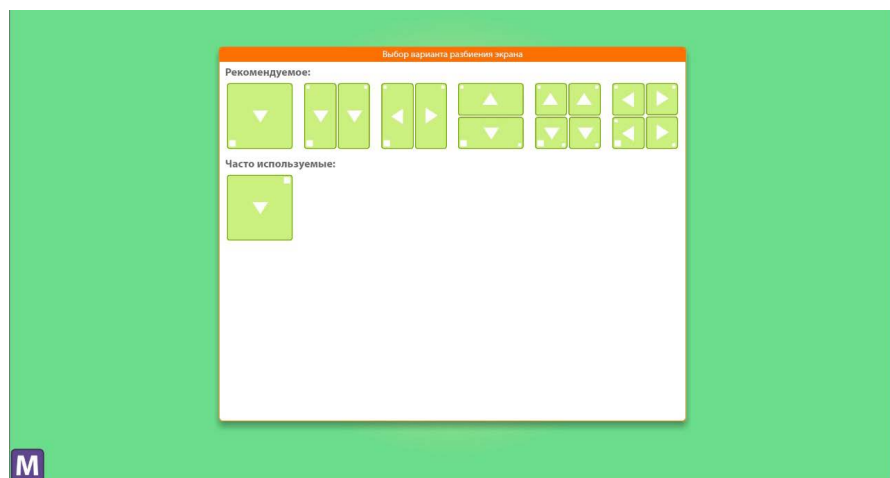 Выбор варианта разбиения экрана
Рекомендуемое:
Часто используемые:
M